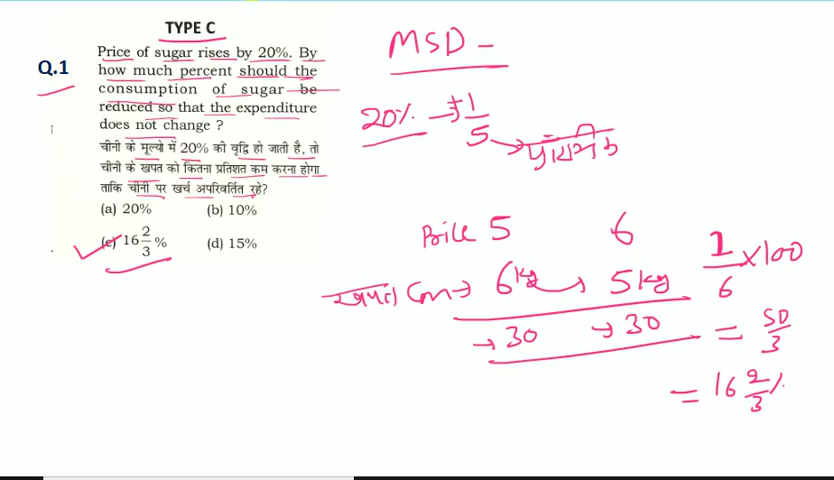 TYPE C
Q.1
Price of sugar rises by 20%. By
how much percent should the
consumption of sugar be
reduced so that the expenditure
does not change ?
चीनी के मूल्यो में 20% की वृद्धि हो जाती है, तो
चीनी के खपत को कितना प्रतिशत कम करना होगा
ताकि चीनी पर खर्च अपरिवर्तित रहे?
(a) 20% (b) 10%
(c) 16 2/3 % (d) 15%
MSD -
20% → +1/5 → प्रारंभिक
Price 5 6
खपत Con → 6kg → 5kg
→ 30 → 30
1/6 ×100
= 50/3
= 16 2/3 %